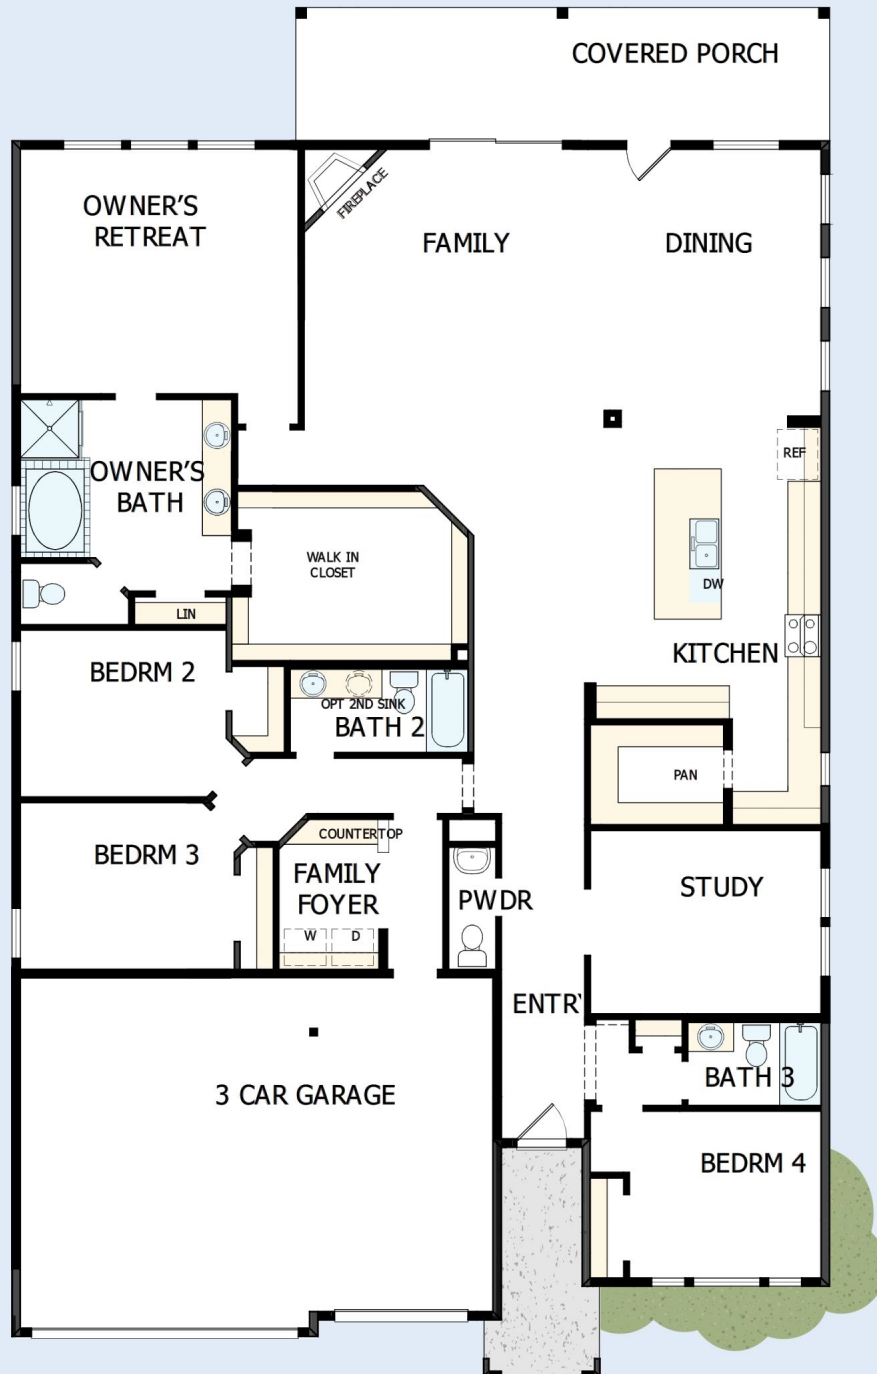 COVERED PORCH
OWNER'S
RETREAT
FIREPLACE
FAMILY
DINING
REF
OWNER'S
BATH
WALK IN
CLOSET
DW
LIN
KITCHEN
BEDRM 2
OPT 2ND SINK
BATH 2
PAN
COUNTERTOP
BEDRM 3
FAMILY
FOYER
W
D
PWDR
STUDY
ENTRY
BATH 3
3 CAR GARAGE
BEDRM 4